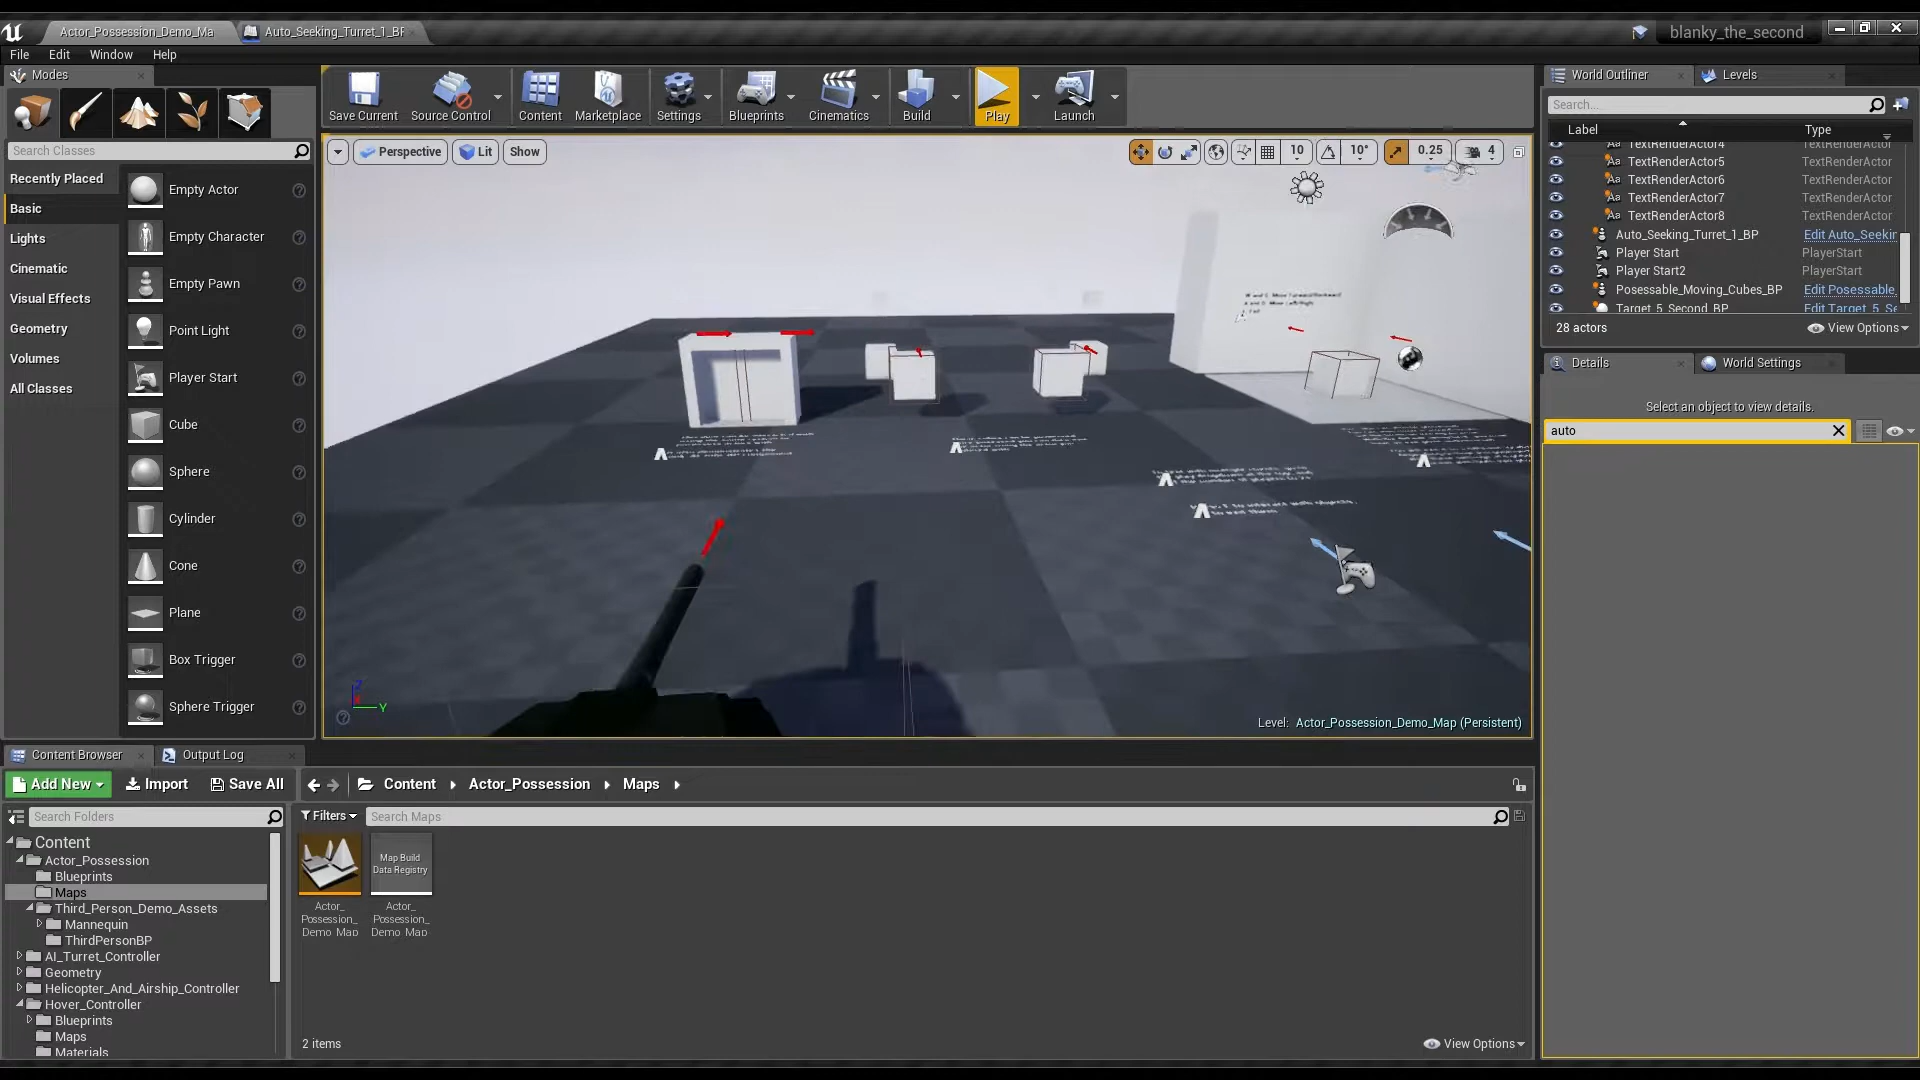 Actor_Possession_Demo_Ma
Auto_Seeking_Turret_1_BF
blanky_the_second
File Edit Window Help
Modes
Save Current
Source Control
Content
Marketplace
Settings
Blueprints
Cinematics
Build
Play
Launch
Search Classes
Recently Placed
Basic
Lights
Cinematic
Visual Effects
Geometry
Volumes
All Classes
Empty Actor
Empty Character
Empty Pawn
Point Light
Player Start
Cube
Sphere
Cylinder
Cone
Plane
Box Trigger
Sphere Trigger
Perspective
Lit
Show
10
10°
0.25
4
Z
Y
Level: Actor_Possession_Demo_Map (Persistent)
World Outliner
Levels
Search...
Label
Type
TextRenderActor4 TextRenderActor
TextRenderActor5 TextRenderActor
TextRenderActor6 TextRenderActor
TextRenderActor7 TextRenderActor
TextRenderActor8 TextRenderActor
Auto_Seeking_Turret_1_BP Edit Auto_Seekir
Player Start PlayerStart
Player Start2 PlayerStart
Posessable_Moving_Cubes_BP Edit Posessable_
Target_5_Second_BP Edit Target_5_Se
28 actors
View Options
Details
World Settings
Select an object to view details.
auto
Content Browser
Output Log
Add New
Import
Save All
Content
Actor_Possession
Maps
Search Folders
Filters
Search Maps
Content
Actor_Possession
Blueprints
Maps
Third_Person_Demo_Assets
Mannequin
ThirdPersonBP
AI_Turret_Controller
Geometry
Helicopter_And_Airship_Controller
Hover_Controller
Blueprints
Maps
Materials
Actor_
Possession_
Demo_Map
Map Build
Data Registry
Actor_
Possession_
Demo_Map
2 items
View Options